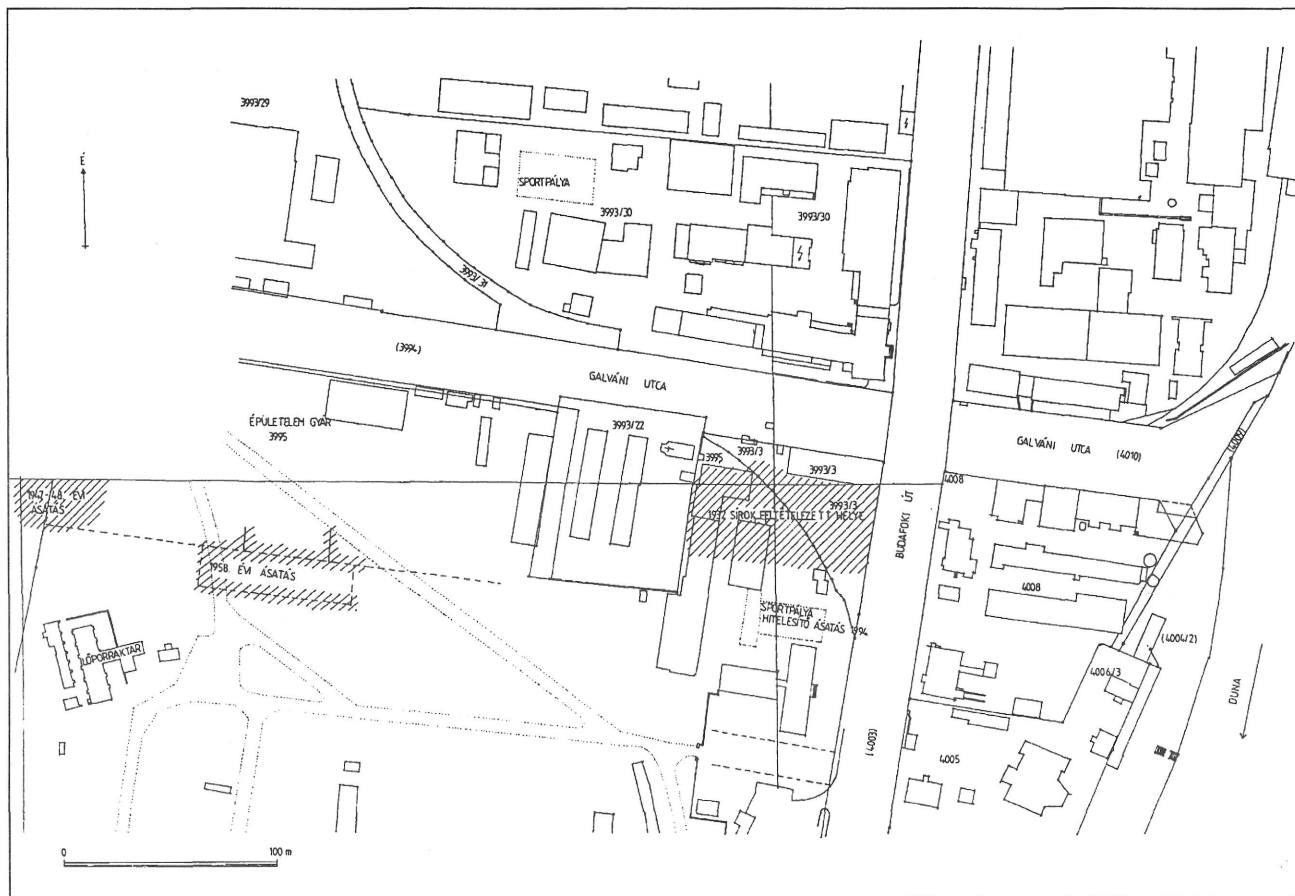 3993/29
É
SPORTPÁLYA
3993/30
3993/30
3993/31
(3994)
GALVÁNI UTCA
ÉPÜLETELEM GYÁR
3995
3993/22
3995
3993/3
3993/3
GALVÁNI UTCA (4010)
(4009)
1947-48. ÉVI
ÁSATÁS
4008
3993/3
1937. SÍROK FELTÉTELEZETT HELYE
BUDAFOKI ÚT
1958. ÉVI ÁSATÁS
4008
SPORTPÁLYA
HITELESÍTŐ ÁSATÁS 1994
LŐPORRAKTÁR
(4004/2)
4006/3
DUNA
(4003)
4005
0 100 m